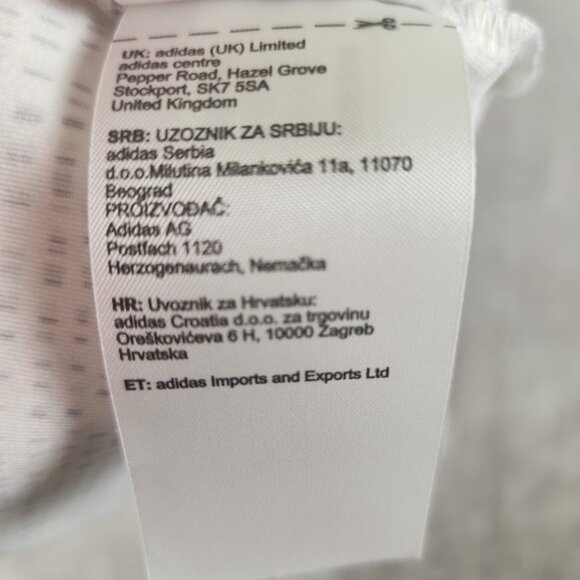 UK: adidas (UK) Limited
adidas centre
Pepper Road, Hazel Grove
Stockport, SK7 5SA
United Kingdom
SRB: UZOZNIK ZA SRBIJU:
adidas Serbia
d.o.o.Milutina Milankovića 11a, 11070
Beograd
PROIZVOĐAČ:
Adidas AG
Postfach 1120
Herzogenaurach, Nemačka
HR: Uvoznik za Hrvatsku:
adidas Croatia d.o.o. za trgovinu
Oreškovićeva 6 H, 10000 Zagreb
Hrvatska
ET: adidas Imports and Exports Ltd